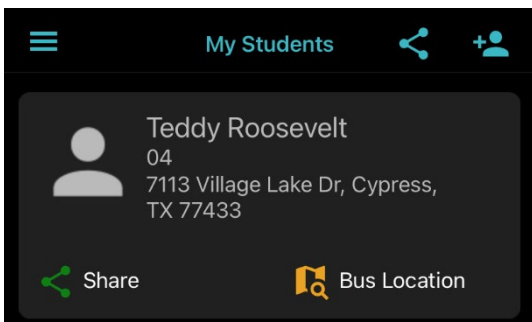 My Students
Teddy Roosevelt
04
7113 Village Lake Dr, Cypress,
TX 77433
Share
Bus Location